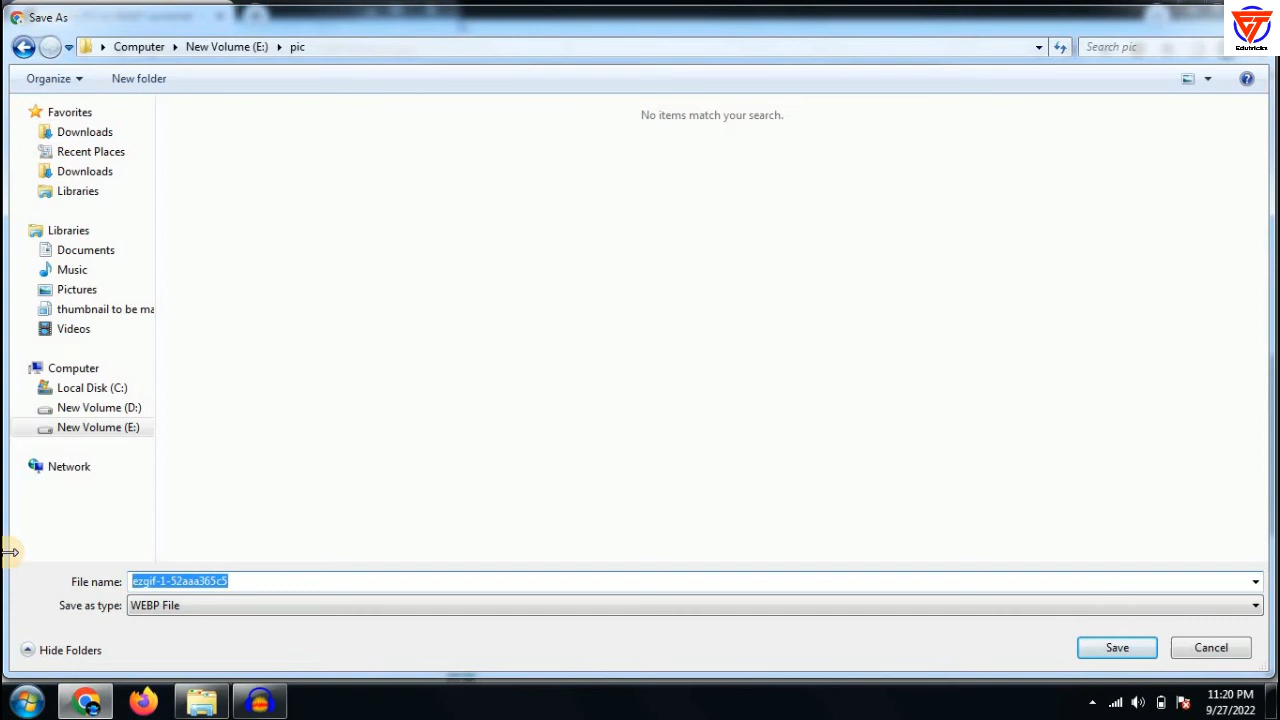 Save As
Edutricks
Computer New Volume (E:) pic
Search pic
Organize New folder
No items match your search.
Favorites
Downloads
Recent Places
Downloads
Libraries
Libraries
Documents
Music
Pictures
thumbnail to be ma
Videos
Computer
Local Disk (C:)
New Volume (D:)
New Volume (E:)
Network
File name: ezgif-1-52aaa365c5
Save as type: WEBP File
Hide Folders
Save Cancel
11:20 PM
9/27/2022